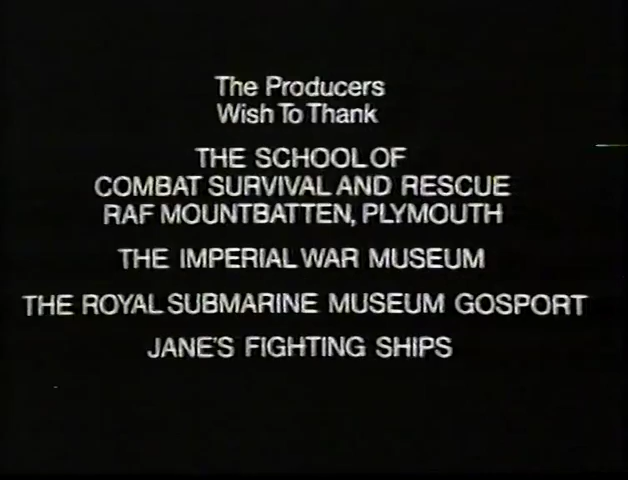 The Producers
Wish To Thank
THE SCHOOL OF
COMBAT SURVIVAL AND RESCUE
RAF MOUNTBATTEN, PLYMOUTH
THE IMPERIAL WAR MUSEUM
THE ROYAL SUBMARINE MUSEUM GOSPORT
JANE'S FIGHTING SHIPS